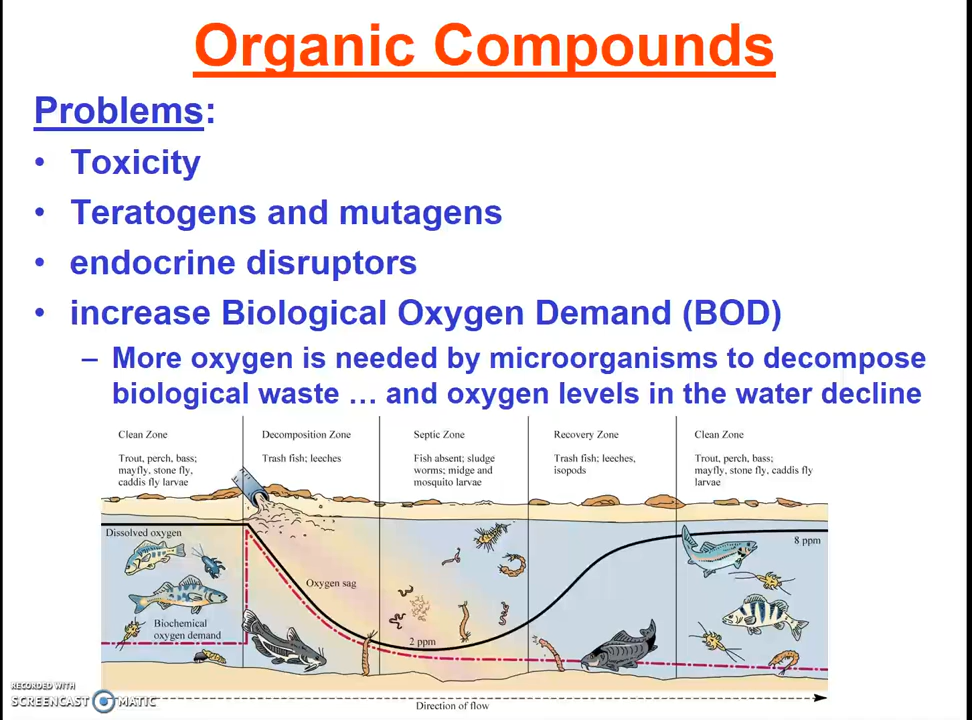 Organic Compounds
Problems:
• Toxicity
• Teratogens and mutagens
• endocrine disruptors
• increase Biological Oxygen Demand (BOD)
– More oxygen is needed by microorganisms to decompose
biological waste … and oxygen levels in the water decline
Clean Zone
Trout, perch, bass;
mayfly, stone fly,
caddis fly larvae
Decomposition Zone
Trash fish; leeches
Septic Zone
Fish absent; sludge
worms; midge and
mosquito larvae
Recovery Zone
Trash fish; leeches,
isopods
Clean Zone
Trout, perch, bass;
mayfly, stone fly, caddis fly
larvae
Dissolved oxygen
8 ppm
Oxygen sag
Biochemical
oxygen demand
2 ppm
Direction of flow
RECORDED WITH
SCREENCAST MATIC